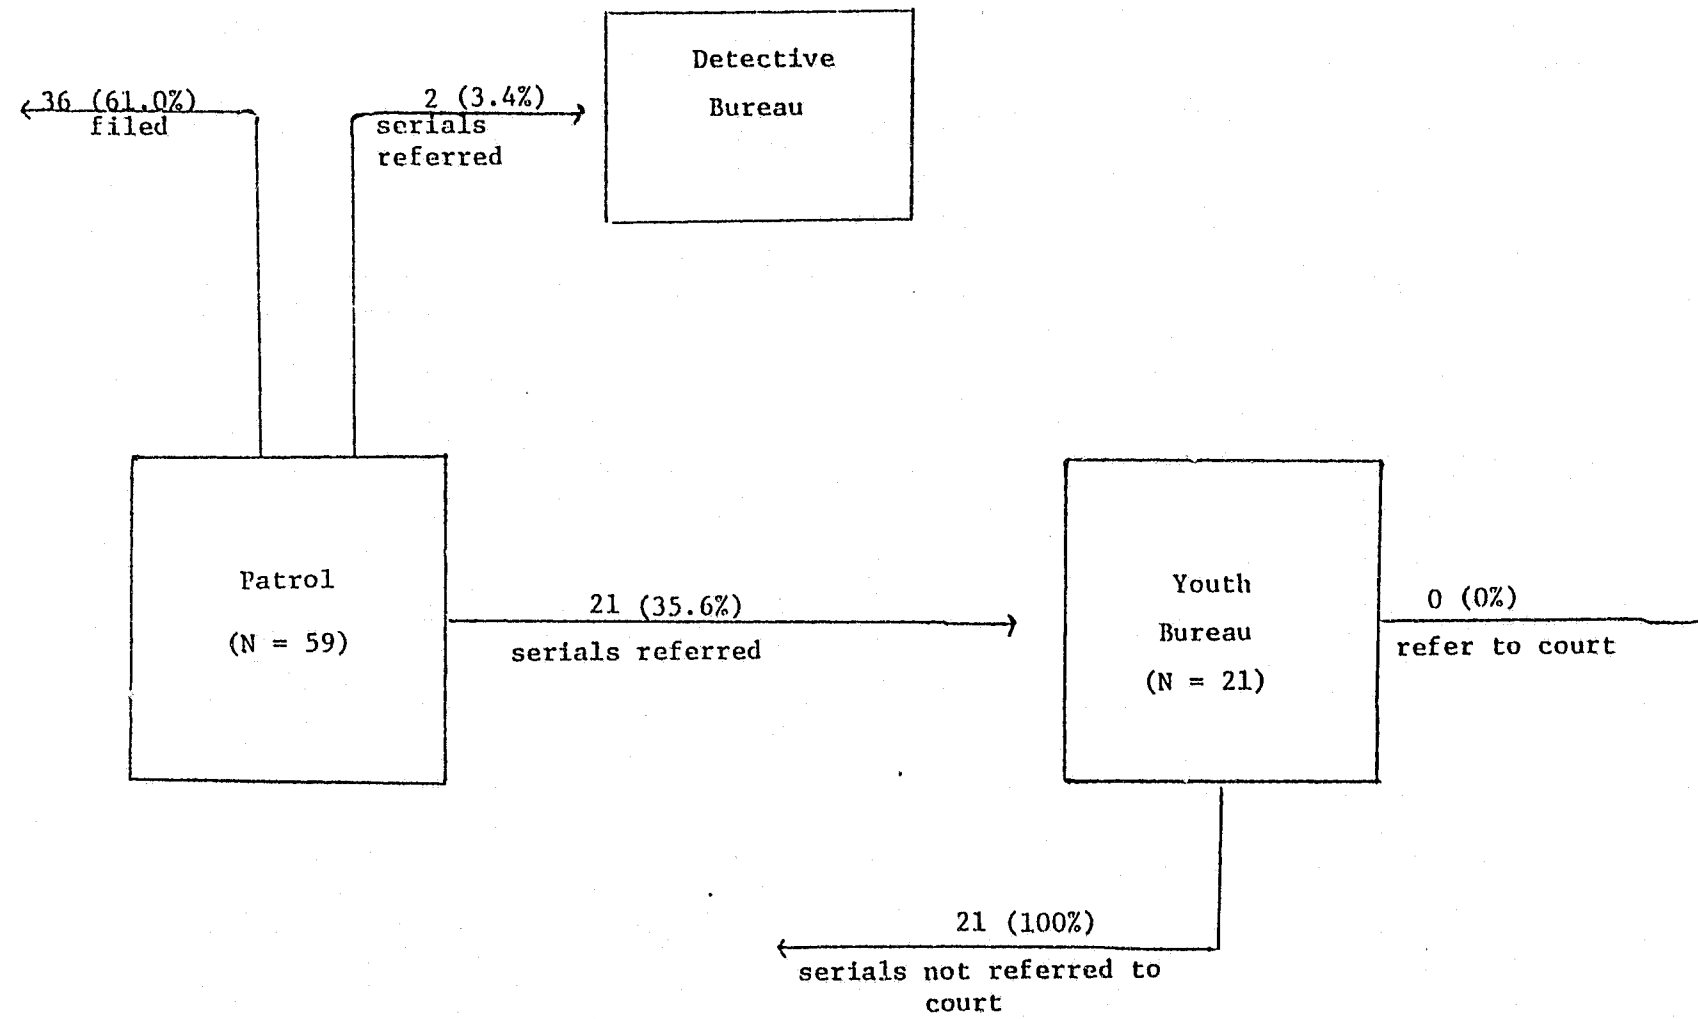 Detective
Bureau
36 (61.0%)
filed
2 (3.4%)
serials
referred
Patrol
(N = 59)
21 (35.6%)
serials referred
Youth
Bureau
(N = 21)
0 (0%)
refer to court
21 (100%)
serials not referred to
court